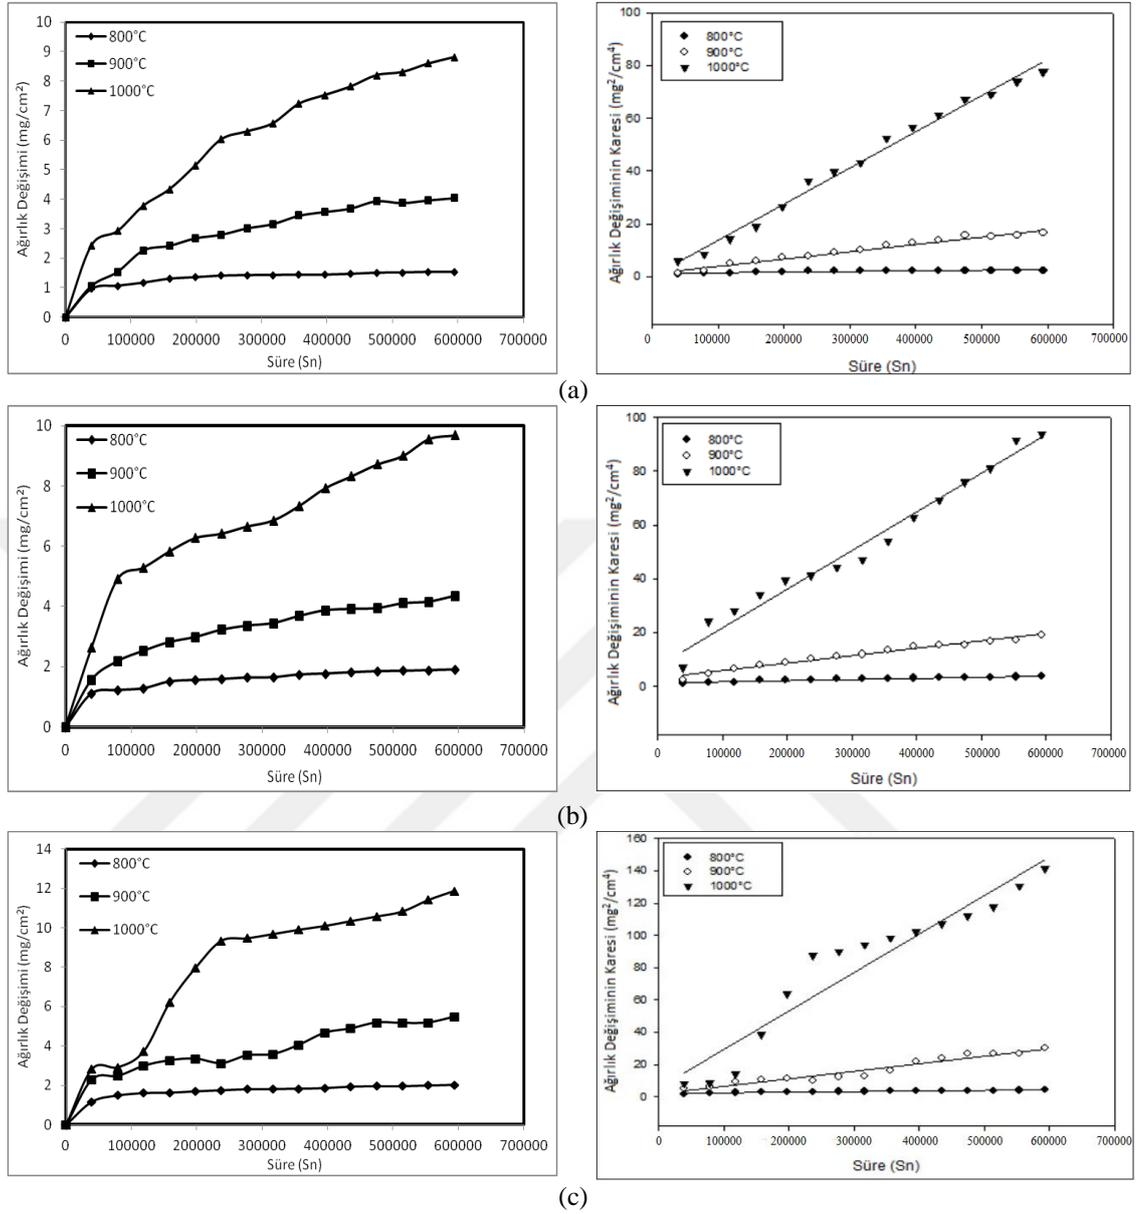 10
9
8
7
6
5
4
3
2
1
0
Ağırlık Değişimi (mg/cm²)
800°C
900°C
1000°C
0 100000 200000 300000 400000 500000 600000 700000
Süre (Sn)
100
80
60
40
20
0
Ağırlık Değişiminin Karesi (mg²/cm⁴)
800°C
900°C
1000°C
0 100000 200000 300000 400000 500000 600000 700000
Süre (Sn)
(a)
10
8
6
4
2
0
Ağırlık Değişimi (mg/cm²)
800°C
900°C
1000°C
0 100000 200000 300000 400000 500000 600000 700000
Süre (Sn)
100
80
60
40
20
0
Ağırlık Değişiminin Karesi (mg²/cm⁴)
800°C
900°C
1000°C
0 100000 200000 300000 400000 500000 600000 700000
Süre (Sn)
(b)
14
12
10
8
6
4
2
0
Ağırlık Değişimi (mg/cm²)
800°C
900°C
1000°C
0 100000 200000 300000 400000 500000 600000 700000
Süre (Sn)
160
140
120
100
80
60
40
20
0
Ağırlık Değişiminin Karesi (mg²/cm⁴)
800°C
900°C
1000°C
0 100000 200000 300000 400000 500000 600000 700000
Süre (Sn)
(c)